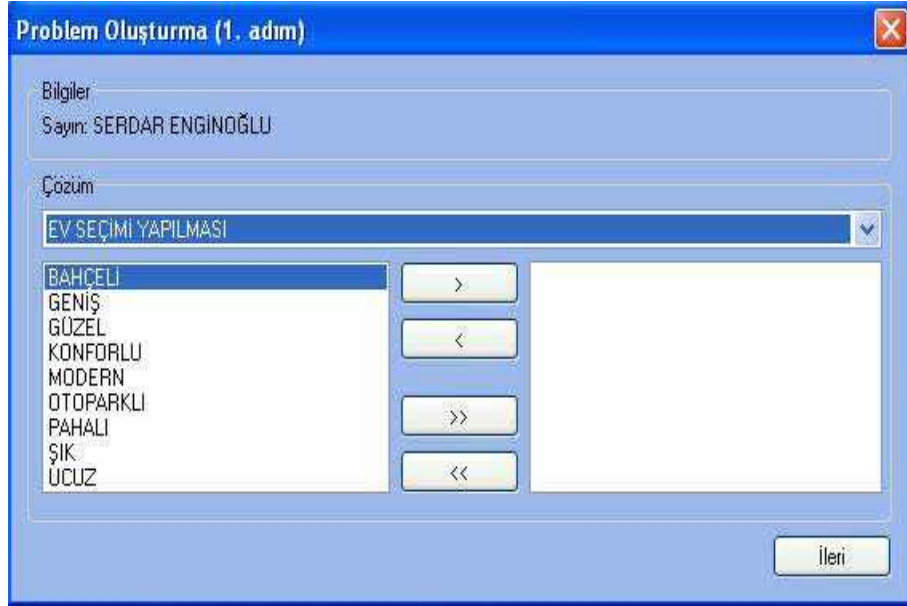 Problem Oluşturma (1. adım)
Bilgiler
Sayın: SERDAR ENGİNOĞLU
Çözüm
EV SEÇİMİ YAPILMASI
BAHÇELİ
GENİŞ
GÜZEL
KONFORLU
MODERN
OTOPARKLI
PAHALI
ŞIK
UCUZ
>
<
>>
<<
İleri